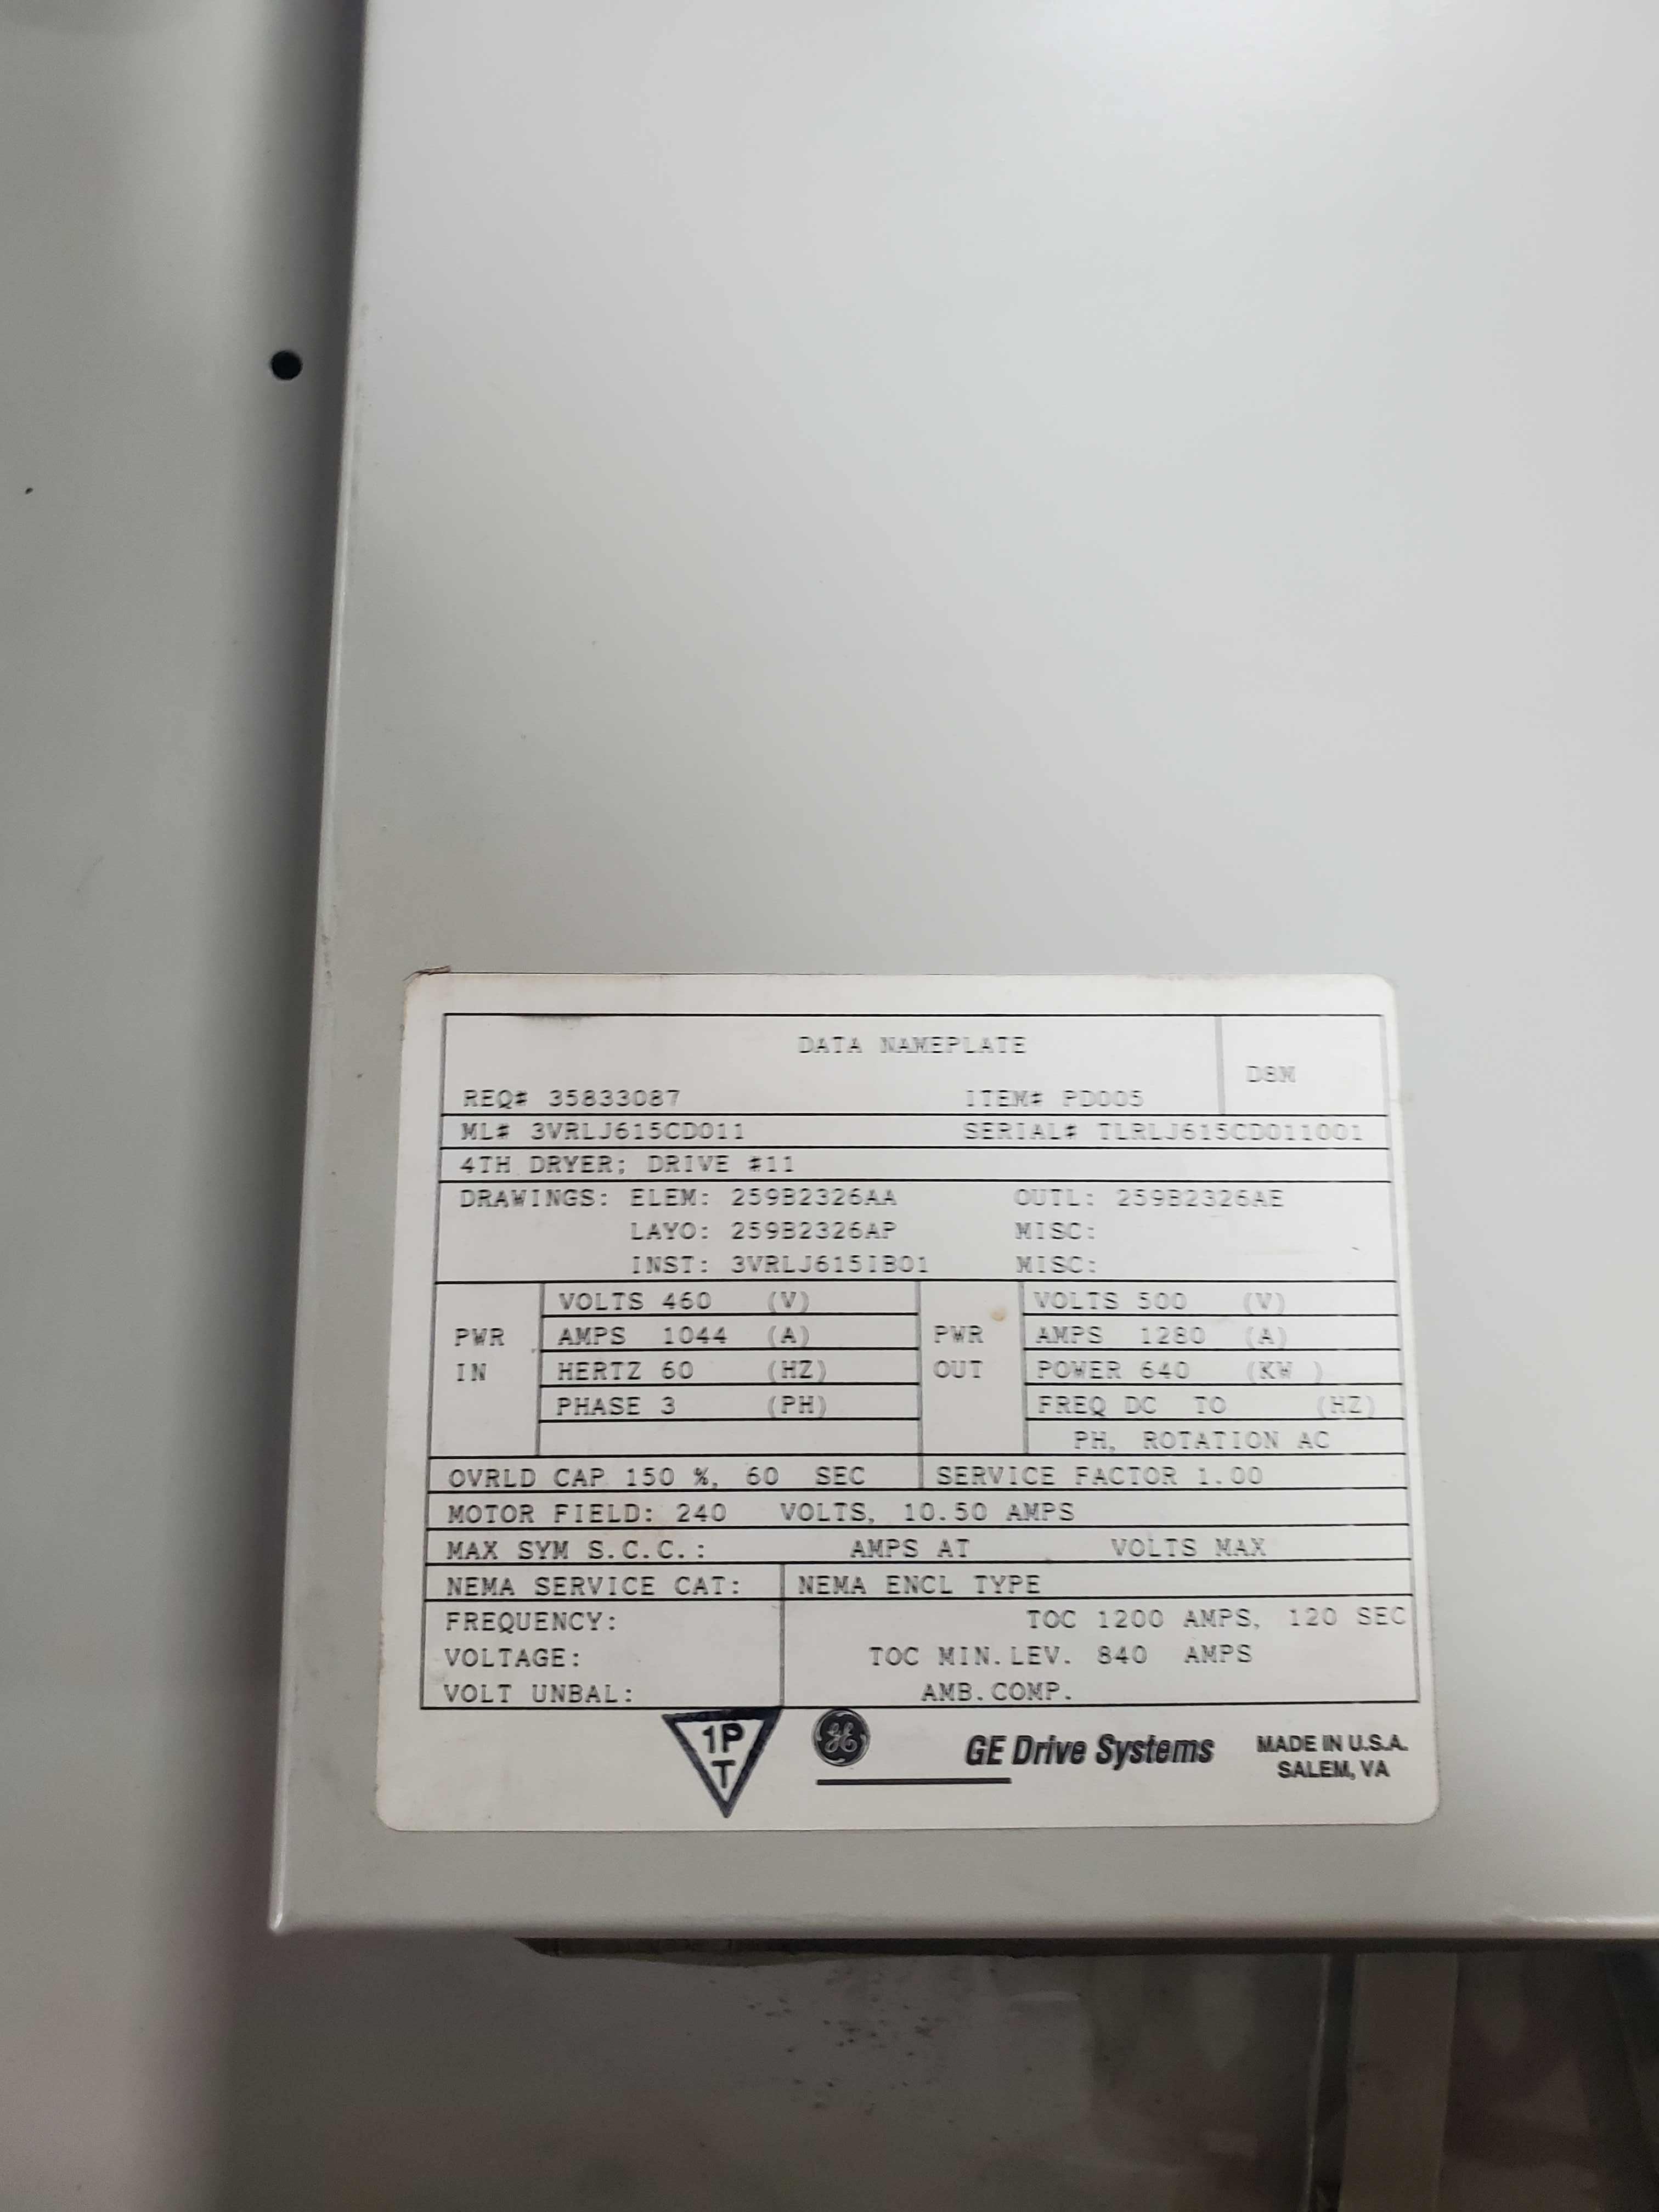 DATA NAMEPLATE
DSM
REQ# 35833087 ITEM# PD005
ML# 3VRLJ615CD011 SERIAL# TLRLJ615CD011001
4TH DRYER; DRIVE #11
DRAWINGS: ELEM: 259B2326AA OUTL: 259B2326AE
LAYO: 259B2326AP MISC:
INST: 3VRLJ615IB01 MISC:
PWR IN
VOLTS 460 (V)
AMPS 1044 (A)
HERTZ 60 (HZ)
PHASE 3 (PH)
PWR OUT
VOLTS 500 (V)
AMPS 1280 (A)
POWER 640 (KW )
FREQ DC TO (HZ)
PH, ROTATION AC
OVRLD CAP 150 %, 60 SEC SERVICE FACTOR 1.00
MOTOR FIELD: 240 VOLTS, 10.50 AMPS
MAX SYM S.C.C.: AMPS AT VOLTS MAX
NEMA SERVICE CAT: NEMA ENCL TYPE
FREQUENCY: TOC 1200 AMPS, 120 SEC
VOLTAGE: TOC MIN.LEV. 840 AMPS
VOLT UNBAL: AMB.COMP.
1P
T
GE
GE Drive Systems
MADE IN U.S.A.
SALEM, VA